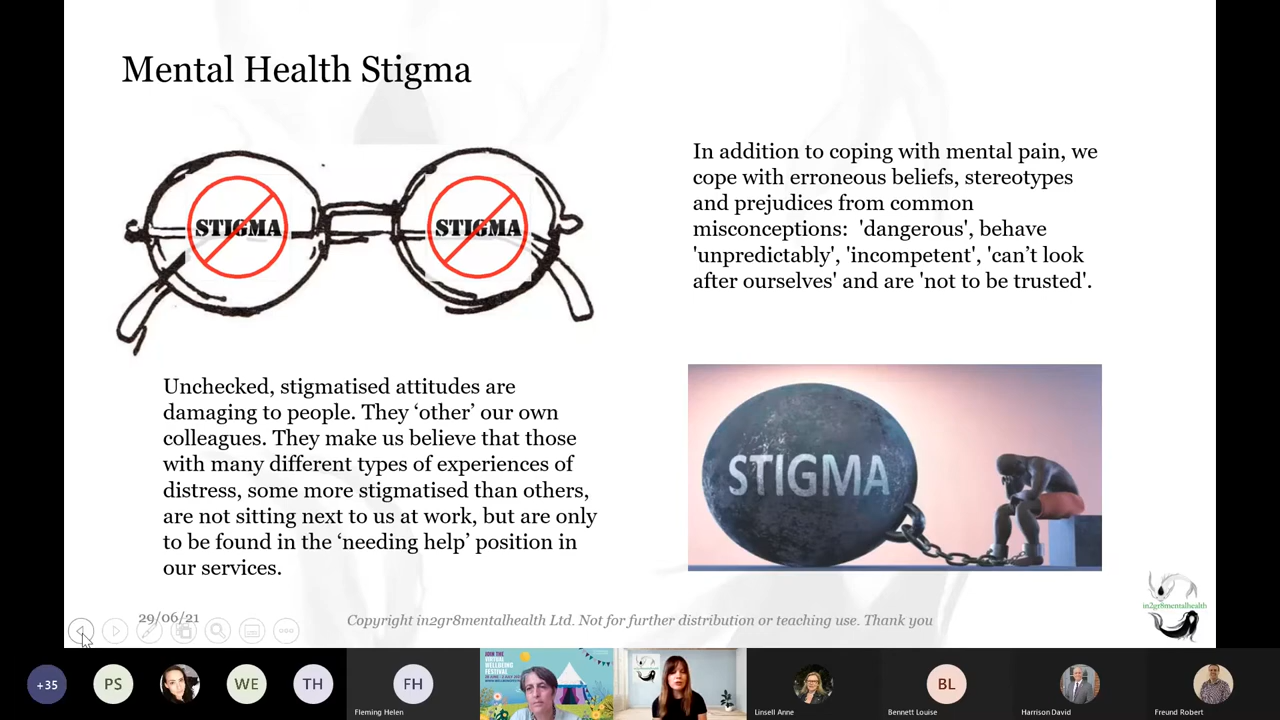 Mental Health Stigma
STIGMA
STIGMA
In addition to coping with mental pain, we
cope with erroneous beliefs, stereotypes
and prejudices from common
misconceptions:  'dangerous', behave
'unpredictably', 'incompetent', 'can’t look
after ourselves' and are 'not to be trusted'.
Unchecked, stigmatised attitudes are
damaging to people. They ‘other’ our own
colleagues. They make us believe that those
with many different types of experiences of
distress, some more stigmatised than others,
are not sitting next to us at work, but are only
to be found in the ‘needing help’ position in
our services.
STIGMA
29/06/21
Copyright in2gr8mentalhealth Ltd. Not for further distribution or teaching use. Thank you
in2gr8mentalhealth
+35
PS
WE
TH
FH
Fleming Helen
JOIN THE
VIRTUAL
WELLBEING
FESTIVAL
Linsell Anne
BL
Bennett Louise
Harrison David
Freund Robert